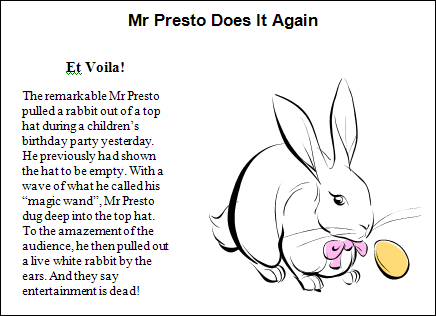 Mr Presto Does It Again
Et Voila!
The remarkable Mr Presto
pulled a rabbit out of a top
hat during a children's
birthday party yesterday.
He previously had shown
the hat to be empty. With a
wave of what he called his
“magic wand”, Mr Presto
dug deep into the top hat.
To the amazement of the
audience, he then pulled out
a live white rabbit by the
ears. And they say
entertainment is dead!